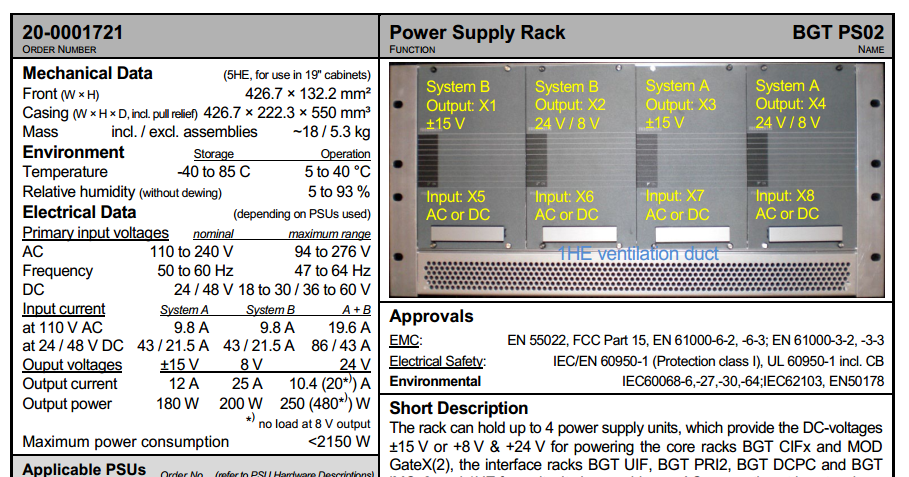 20-0001721
ORDER NUMBER
Power Supply Rack BGT PS02
FUNCTION NAME
Mechanical Data (5HE, for use in 19" cabinets)
Front (W × H) 426.7 × 132.2 mm²
Casing (W × H × D, incl. pull relief) 426.7 × 222.3 × 550 mm³
Mass incl. / excl. assemblies ~18 / 5.3 kg
Environment Storage Operation
Temperature -40 to 85 C 5 to 40 °C
Relative humidity (without dewing) 5 to 93 %
Electrical Data (depending on PSUs used)
Primary input voltages nominal maximum range
AC 110 to 240 V 94 to 276 V
Frequency 50 to 60 Hz 47 to 64 Hz
DC 24 / 48 V 18 to 30 / 36 to 60 V
Input current System A System B A + B
at 110 V AC 9.8 A 9.8 A 19.6 A
at 24 / 48 V DC 43 / 21.5 A 43 / 21.5 A 86 / 43 A
Ouput voltages ±15 V 8 V 24 V
Output current 12 A 25 A 10.4 (20*)) A
Output power 180 W 200 W 250 (480*)) W
*) no load at 8 V output
Maximum power consumption <2150 W
Applicable PSUs Order No. (refer to PSU Hardware Descriptions)
System B
Output: X1
±15 V
System B
Output: X2
24 V / 8 V
System A
Output: X3
±15 V
System A
Output: X4
24 V / 8 V
Input: X5
AC or DC
Input: X6
AC or DC
Input: X7
AC or DC
Input: X8
AC or DC
1HE ventilation duct
Approvals
EMC: EN 55022, FCC Part 15, EN 61000-6-2, -6-3; EN 61000-3-2, -3-3
Electrical Safety: IEC/EN 60950-1 (Protection class I), UL 60950-1 incl. CB
Environmental IEC60068-6,-27,-30,-64;IEC62103, EN50178
Short Description
The rack can hold up to 4 power supply units, which provide the DC-voltages
±15 V or +8 V & +24 V for powering the core racks BGT CIFx and MOD
GateX(2), the interface racks BGT UIF, BGT PRI2, BGT DCPC and BGT